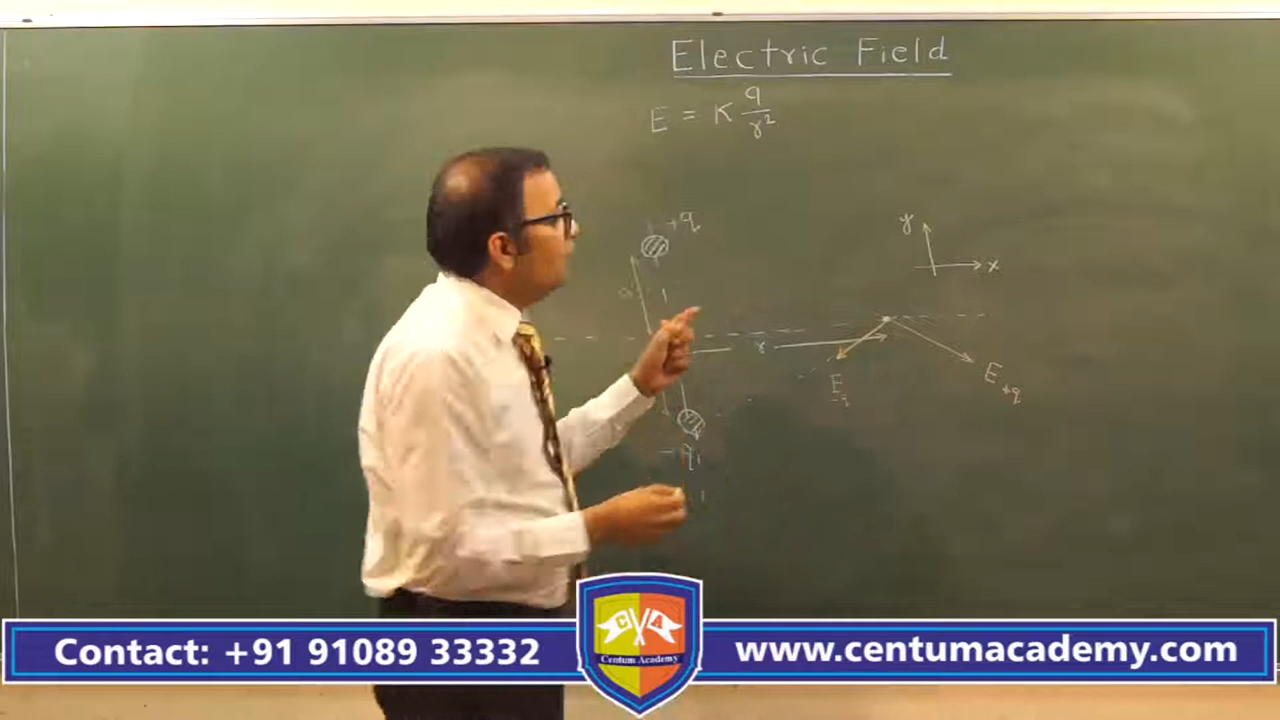 Electric Field
E = K q/r²
+q
y
x
r
E-q
E+q
-q
C A
Centum Academy
Contact: +91 91089 33332
www.centumacademy.com